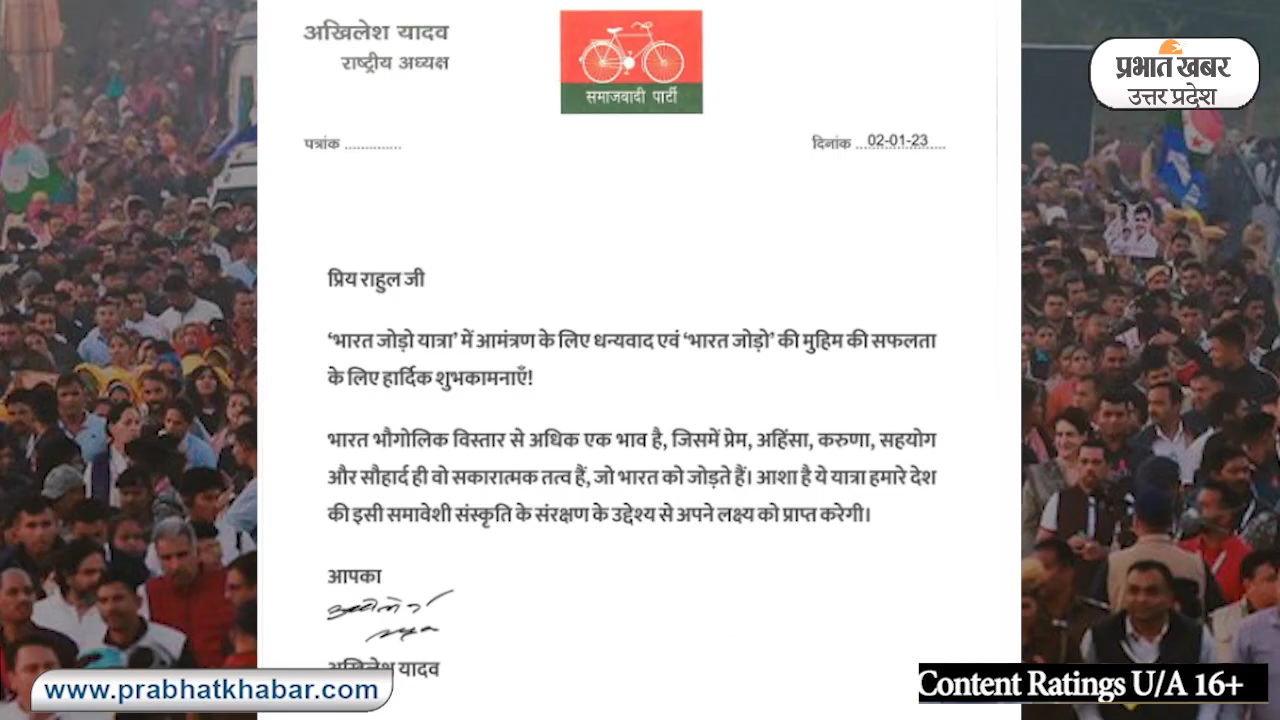 अखिलेश यादव
राष्ट्रीय अध्यक्ष
समाजवादी पार्टी
प्रभात खबर
उत्तर प्रदेश
पत्रांक ..............
दिनांक ...02-01-23....
प्रिय राहुल जी
‘भारत जोड़ो यात्रा’ में आमंत्रण के लिए धन्यवाद एवं ‘भारत जोड़ो’ की मुहिम की सफलता
के लिए हार्दिक शुभकामनाएँ!
भारत भौगोलिक विस्तार से अधिक एक भाव है, जिसमें प्रेम, अहिंसा, करुणा, सहयोग
और सौहार्द ही वो सकारात्मक तत्व हैं, जो भारत को जोड़ते हैं। आशा है ये यात्रा हमारे देश
की इसी समावेशी संस्कृति के संरक्षण के उद्देश्य से अपने लक्ष्य को प्राप्त करेगी।
आपका
अखिलेश यादव
www.prabhatkhabar.com
Content Ratings U/A 16+